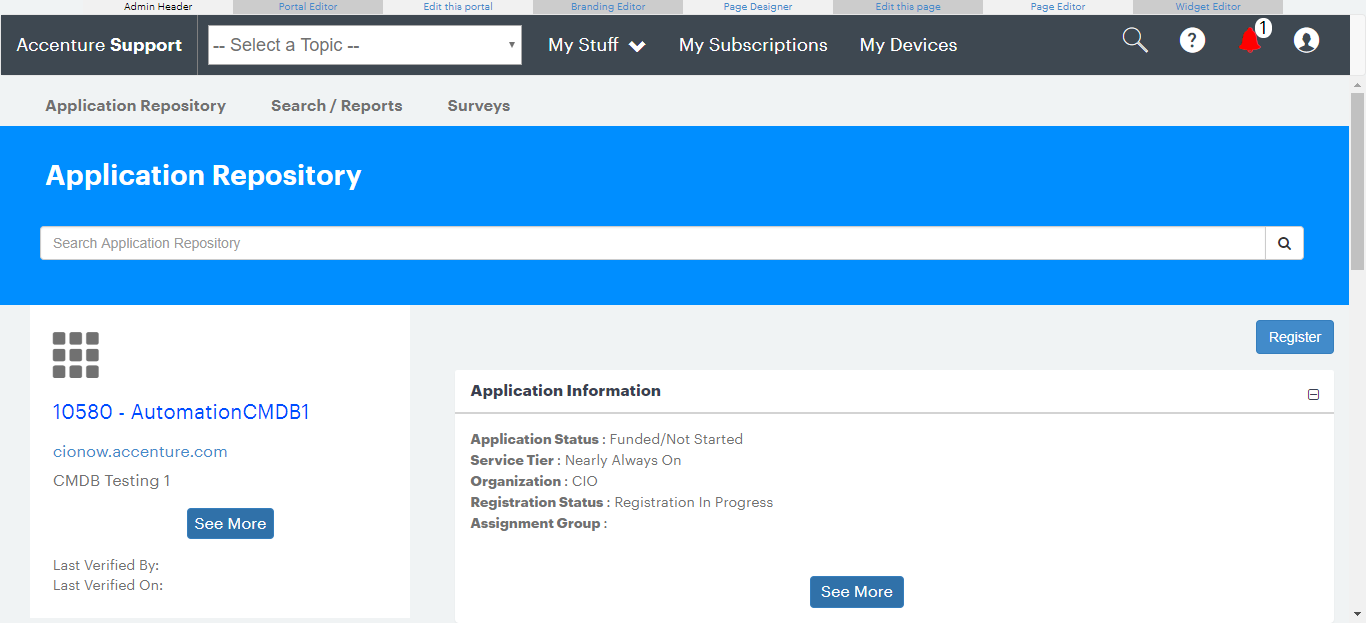 Admin Header Portal Editor Edit this portal Branding Editor Page Designer Edit this page Page Editor Widget Editor
Accenture Support -- Select a Topic -- My Stuff My Subscriptions My Devices ? 1
Application Repository Search / Reports Surveys
Application Repository
Search Application Repository
10580 - AutomationCMDB1
cionow.accenture.com
CMDB Testing 1
See More
Last Verified By:
Last Verified On:
Register
Application Information
Application Status : Funded/Not Started
Service Tier : Nearly Always On
Organization : CIO
Registration Status : Registration In Progress
Assignment Group :
See More